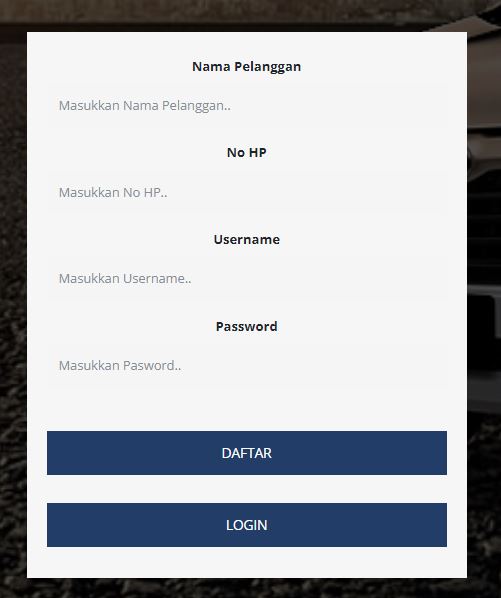 Nama Pelanggan
Masukkan Nama Pelanggan..
No HP
Masukkan No HP..
Username
Masukkan Username..
Password
Masukkan Pasword..
DAFTAR
LOGIN